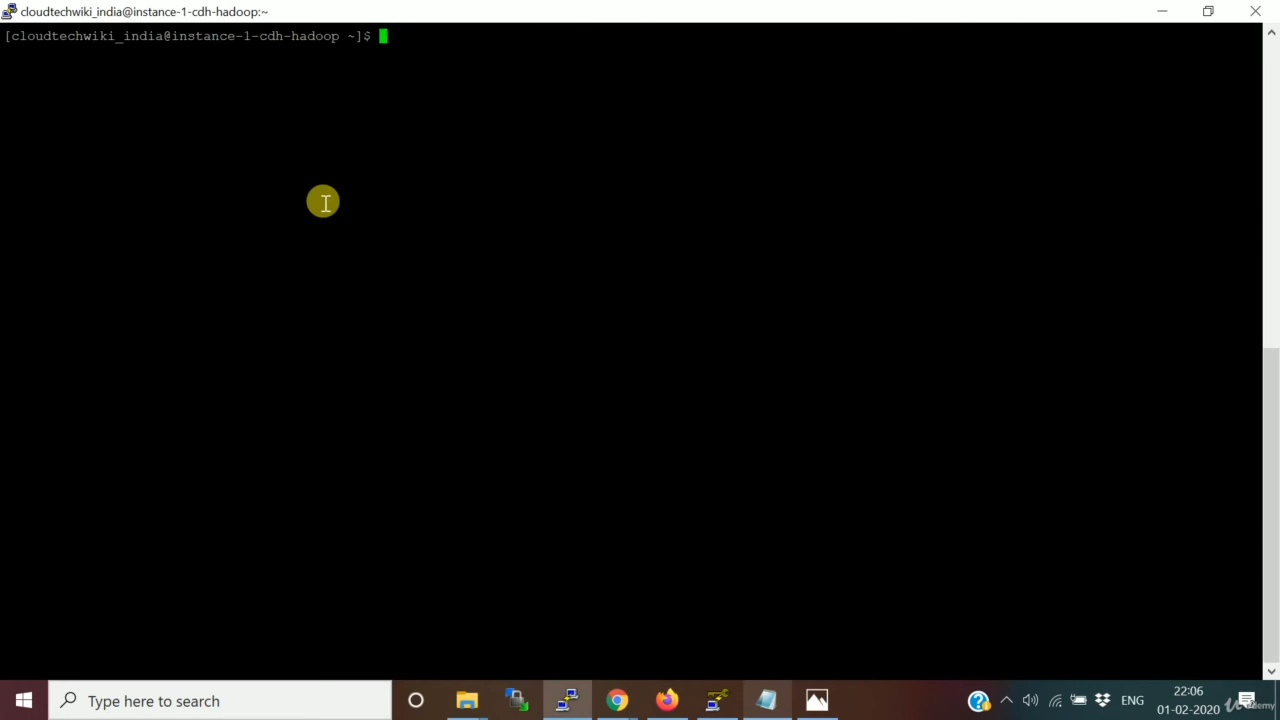 cloudtechwiki_india@instance-1-cdh-hadoop:~
[cloudtechwiki_india@instance-1-cdh-hadoop ~]$
Type here to search
ENG
22:06
01-02-2020
Udemy